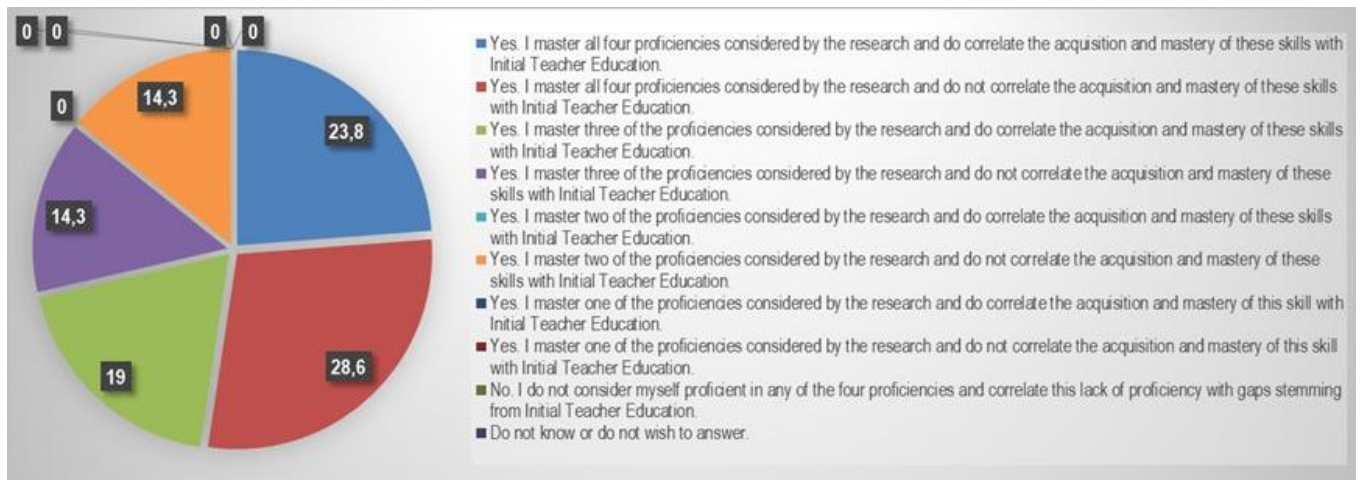 0 0 0 0
0
14,3
23,8
14,3
19
28,6
Yes. I master all four proficiencies considered by the research and do correlate the acquisition and mastery of these skills with
Initial Teacher Education.
Yes. I master all four proficiencies considered by the research and do not correlate the acquisition and mastery of these skills
with Initial Teacher Education.
Yes. I master three of the proficiencies considered by the research and do correlate the acquisition and mastery of these skills
with Initial Teacher Education.
Yes. I master three of the proficiencies considered by the research and do not correlate the acquisition and mastery of these
skills with Initial Teacher Education.
Yes. I master two of the proficiencies considered by the research and do correlate the acquisition and mastery of these skills
with Initial Teacher Education.
Yes. I master two of the proficiencies considered by the research and do not correlate the acquisition and mastery of these
skills with Initial Teacher Education.
Yes. I master one of the proficiencies considered by the research and do correlate the acquisition and mastery of this skill with
Initial Teacher Education.
Yes. I master one of the proficiencies considered by the research and do not correlate the acquisition and mastery of this skill
with Initial Teacher Education.
No. I do not consider myself proficient in any of the four proficiencies and correlate this lack of proficiency with gaps stemming
from Initial Teacher Education.
Do not know or do not wish to answer.